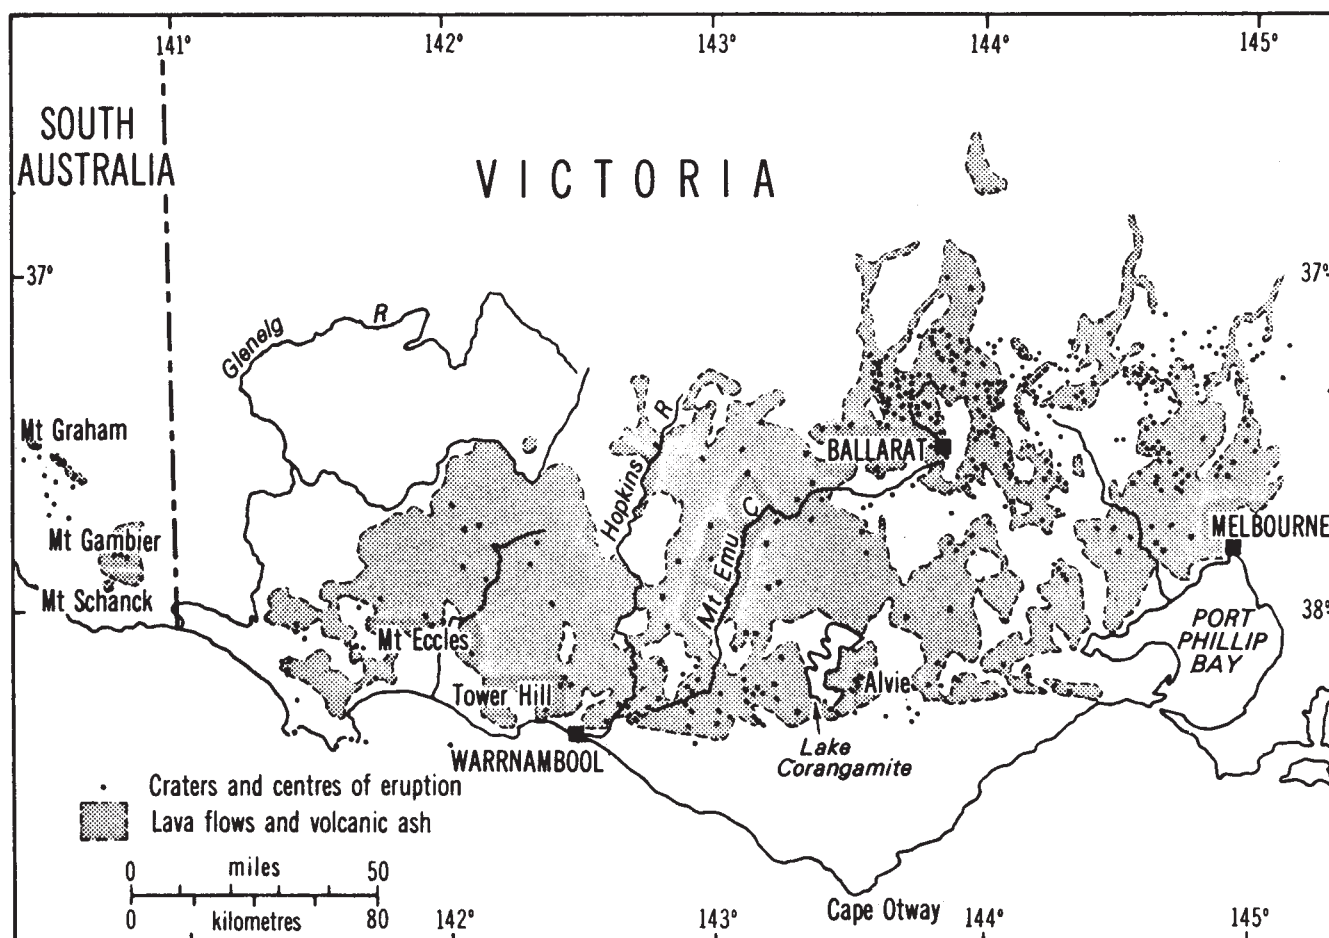 141°
142°
143°
144°
145°
SOUTH
AUSTRALIA
VICTORIA
37°
37°
Glenelg R
Mt Graham
Hopkins R
BALLARAT
Mt Emu C
Mt Gambier
MELBOURNE
Mt Schanck
38°
Mt Eccles
PORT
PHILLIP
BAY
Tower Hill
Alvie
WARRNAMBOOL
Lake
Corangamite
Craters and centres of eruption
Lava flows and volcanic ash
0 miles 50
0 kilometres 80
142°
143°
Cape Otway
144°
145°